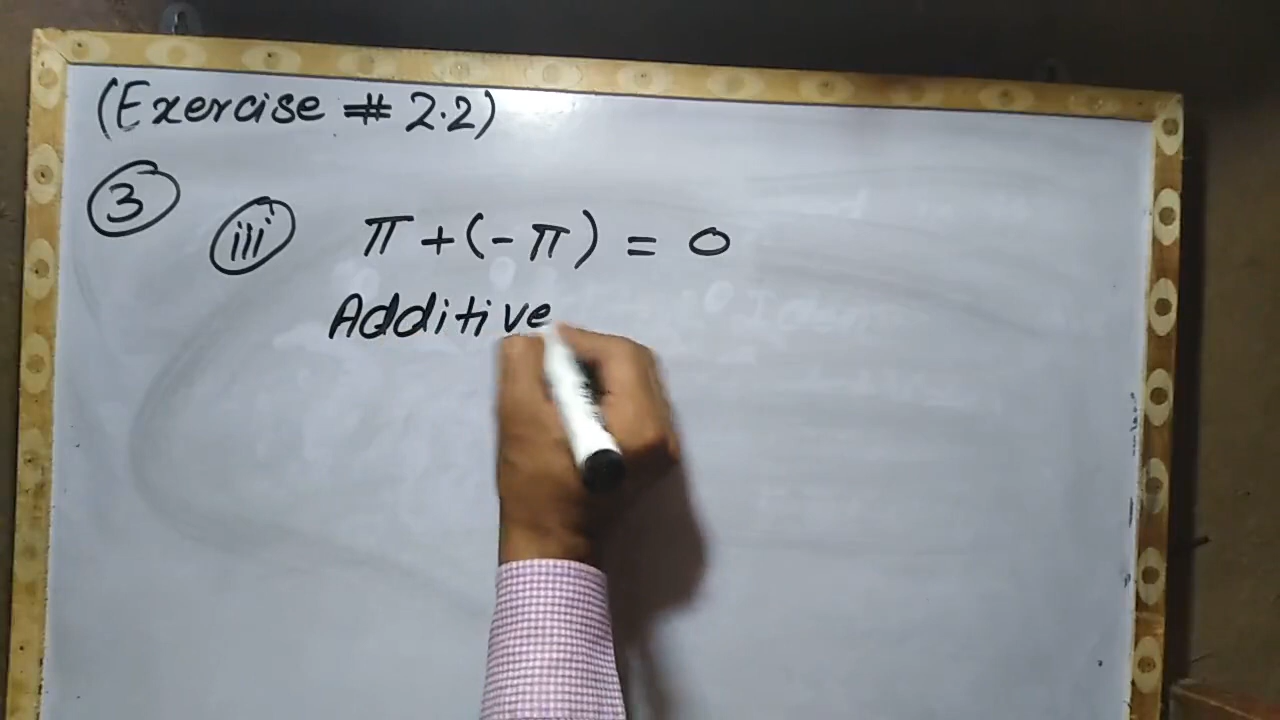 (Exercise # 2.2)
3
iii π + (-π) = 0
Additive